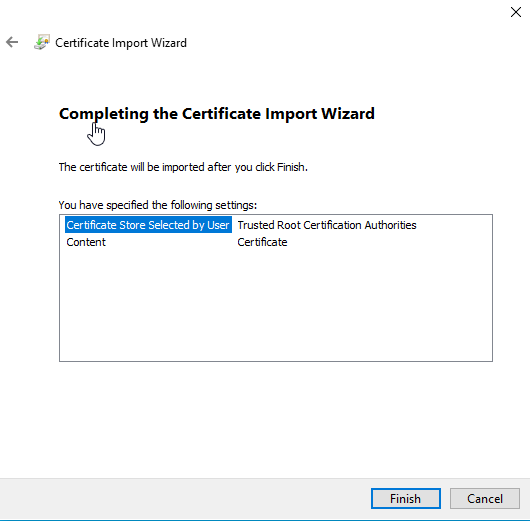 Certificate Import Wizard
Completing the Certificate Import Wizard
The certificate will be imported after you click Finish.
You have specified the following settings:
Certificate Store Selected by User Trusted Root Certification Authorities
Content Certificate
Finish Cancel